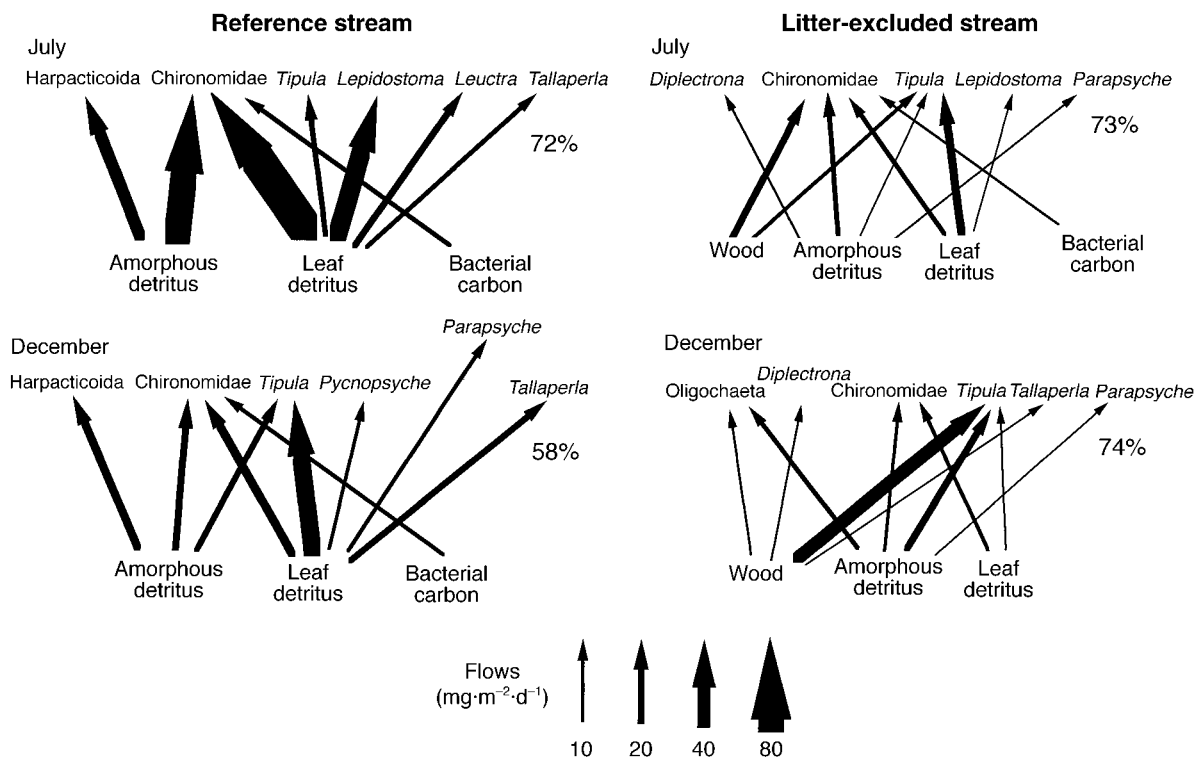 Reference stream
Litter-excluded stream
July
Harpacticoida Chironomidae Tipula Lepidostoma Leuctra Tallaperla
72%
Amorphous
detritus
Leaf
detritus
Bacterial
carbon
July
Diplectrona Chironomidae Tipula Lepidostoma Parapsyche
73%
Wood
Amorphous
detritus
Leaf
detritus
Bacterial
carbon
December
Parapsyche
Harpacticoida Chironomidae Tipula Pycnopsyche Tallaperla
58%
Amorphous
detritus
Leaf
detritus
Bacterial
carbon
December
Diplectrona
Oligochaeta Chironomidae Tipula Tallaperla Parapsyche
74%
Wood
Amorphous
detritus
Leaf
detritus
Flows
(mg·m⁻²·d⁻¹)
10 20 40 80